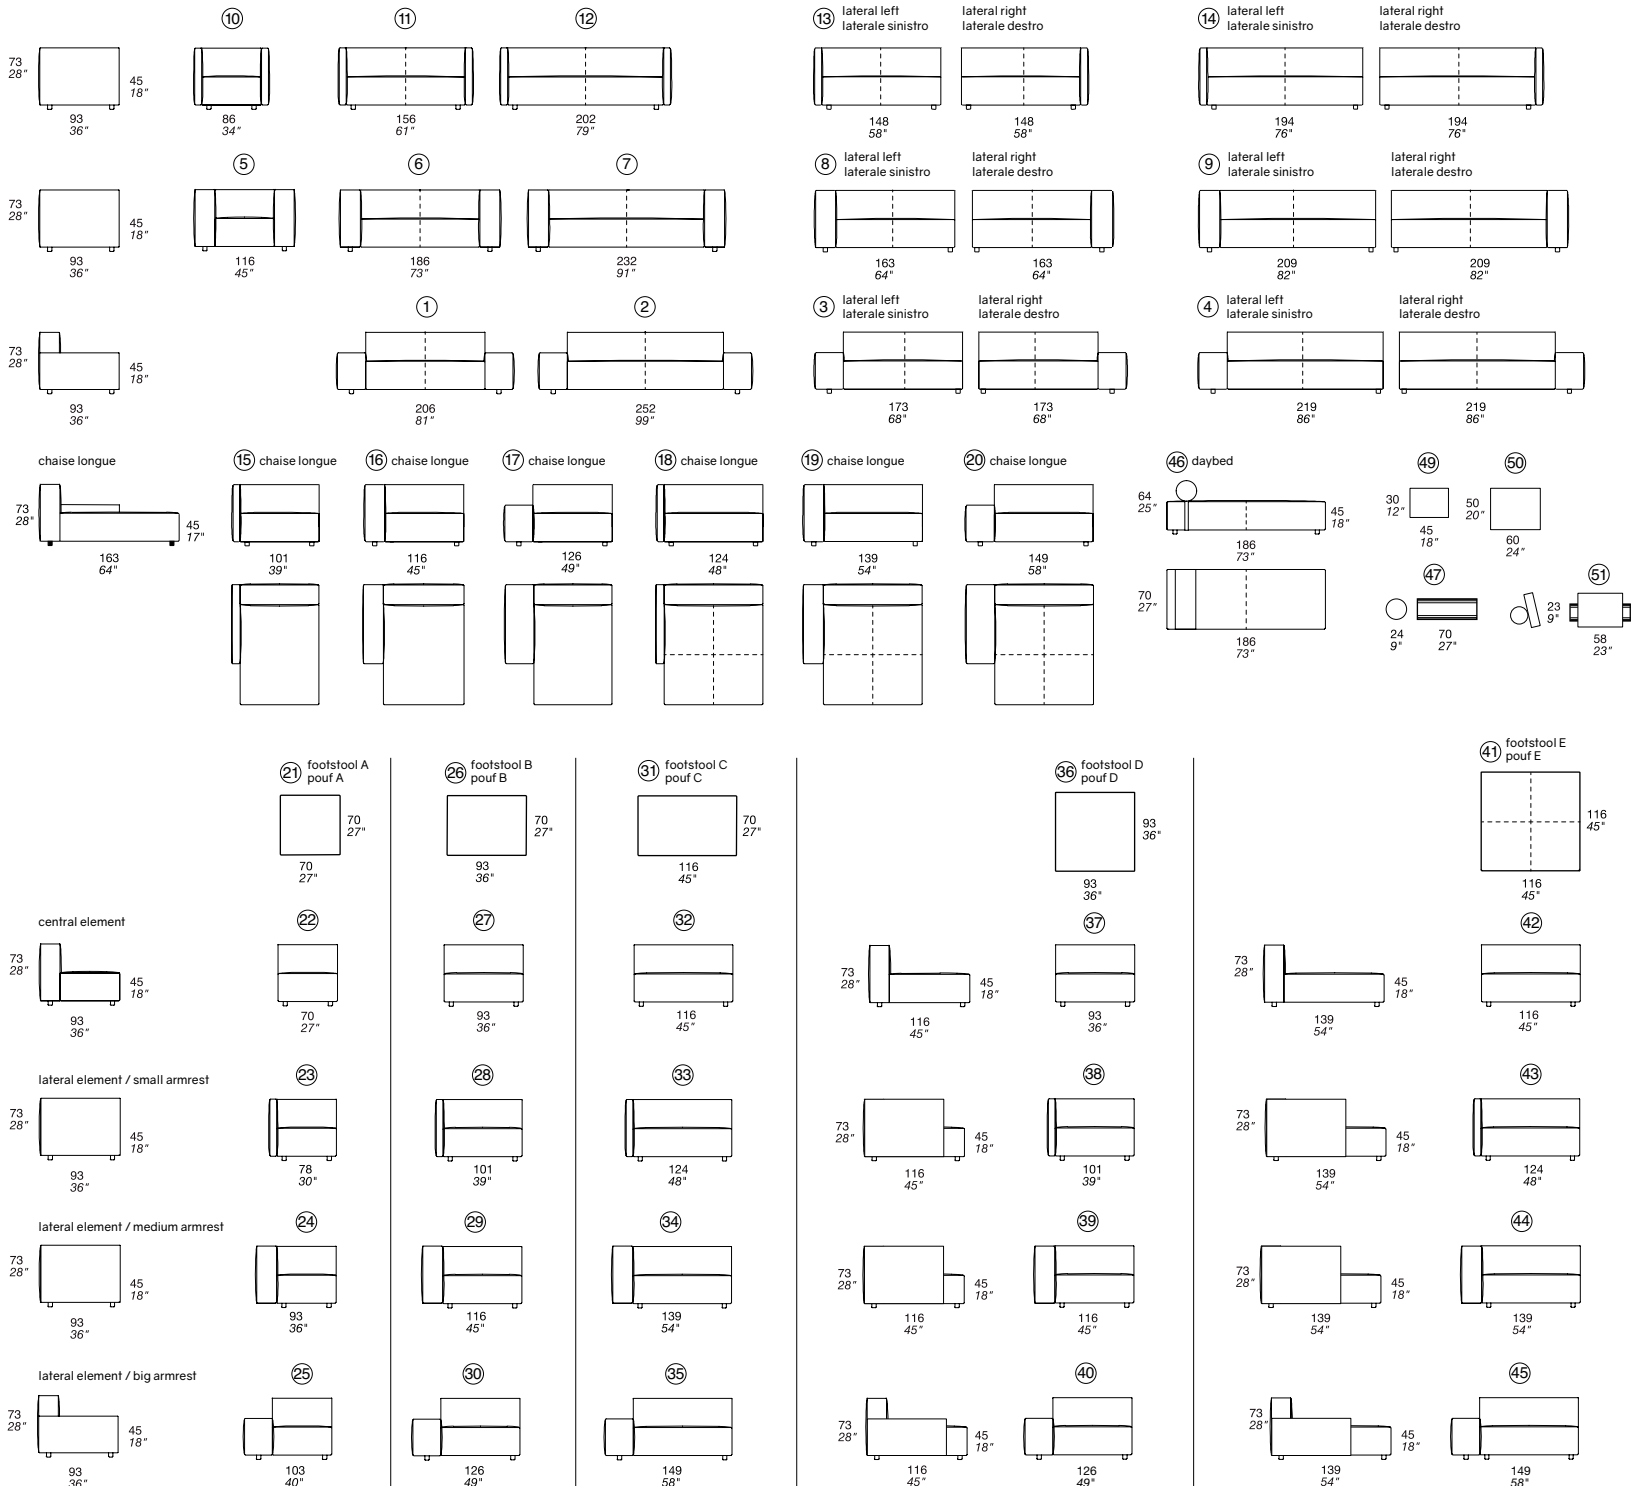 10 11 12 13 lateral left lateral right 14 lateral left lateral right
laterale sinistro laterale destro laterale sinistro laterale destro
73
28"
45
18"
93 86 156 202 148 148 194 194
36" 34" 61" 79" 58" 58" 76" 76"
5 6 7 8 lateral left lateral right 9 lateral left lateral right
laterale sinistro laterale destro laterale sinistro laterale destro
73
28"
45
18"
93 116 186 232 163 163 209 209
36" 45" 73" 91" 64" 64" 82" 82"
1 2 3 lateral left lateral right 4 lateral left lateral right
laterale sinistro laterale destro laterale sinistro laterale destro
73
28"
45
18"
93 206 252 173 173 219 219
36" 81" 99" 68" 68" 86" 86"
chaise longue 15 chaise longue 16 chaise longue 17 chaise longue 18 chaise longue 19 chaise longue 20 chaise longue 46 daybed 49 50
73
28"
45
17"
64
25"
45
18"
30
12"
50
20"
163 101 116 126 124 139 149 186 45 60
64" 39" 45" 49" 48" 54" 58" 73" 18" 24"
47 51
70
27"
23
9"
186 24 70 58
73" 9" 27" 23"
21 footstool A 26 footstool B 31 footstool C 36 footstool D 41 footstool E
pouf A pouf B pouf C pouf D pouf E
70 70 70 93 116
27" 27" 27" 36" 45"
70 93 116 93 116
27" 36" 45" 36" 45"
central element 22 27 32 37 42
73 73 73
28" 28" 28"
45 45 45
18" 18" 18"
93 70 93 116 116 93 139 116
36" 27" 36" 45" 45" 36" 54" 45"
lateral element / small armrest 23 28 33 38 43
73 73 73
28" 28" 28"
45 45 45
18" 18" 18"
93 78 101 124 116 101 139 124
36" 30" 39" 48" 45" 39" 54" 48"
lateral element / medium armrest 24 29 34 39 44
73 73 73
28" 28" 28"
45 45 45
18" 18" 18"
93 93 116 139 116 116 139 139
36" 36" 45" 54" 45" 45" 54" 54"
lateral element / big armrest 25 30 35 40 45
73 73 73
28" 28" 28"
45 45 45
18" 18" 18"
93 103 126 149 116 126 139 149
36" 40" 49" 58" 45" 49" 54" 58"